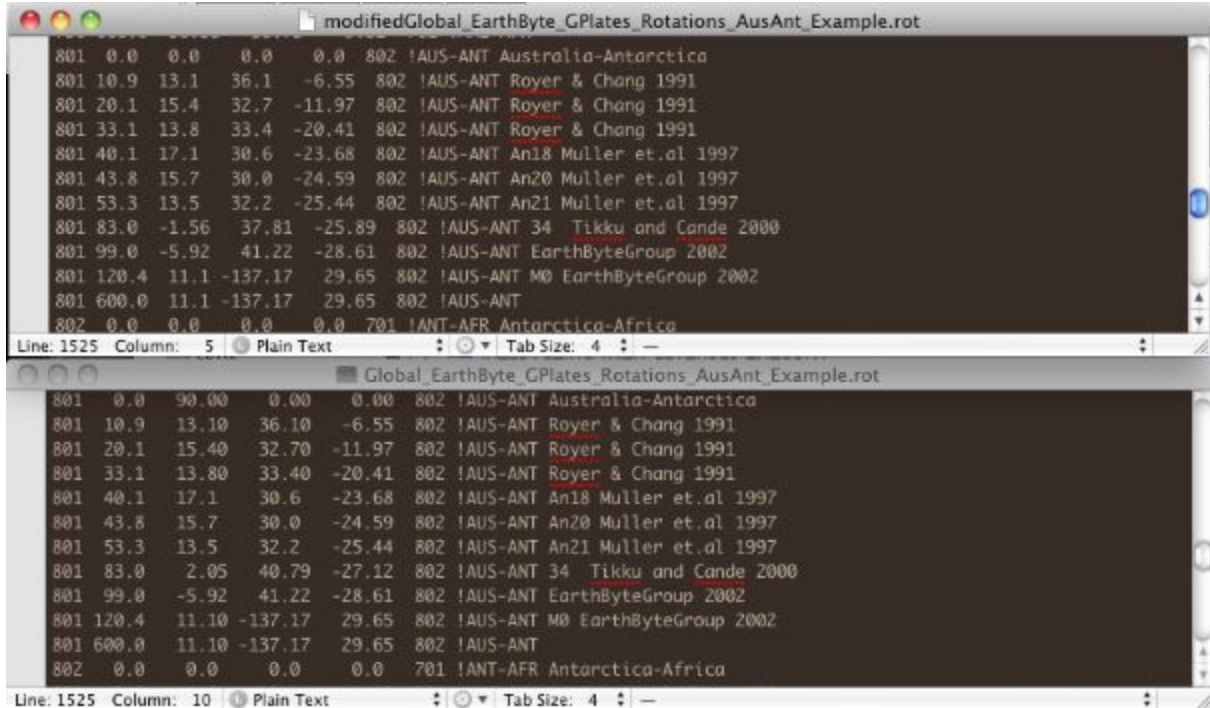 modifiedGlobal_EarthByte_GPlates_Rotations_AusAnt_Example.rot
801 0.0 0.0 0.0 0.0 802 !AUS-ANT Australia-Antarctica
801 10.9 13.1 36.1 -6.55 802 !AUS-ANT Royer & Chang 1991
801 20.1 15.4 32.7 -11.97 802 !AUS-ANT Royer & Chang 1991
801 33.1 13.8 33.4 -20.41 802 !AUS-ANT Royer & Chang 1991
801 40.1 17.1 30.6 -23.68 802 !AUS-ANT An18 Muller et.al 1997
801 43.8 15.7 30.0 -24.59 802 !AUS-ANT An20 Muller et.al 1997
801 53.3 13.5 32.2 -25.44 802 !AUS-ANT An21 Muller et.al 1997
801 83.0 -1.56 37.81 -25.89 802 !AUS-ANT 34 Tikku and Cande 2000
801 99.0 -5.92 41.22 -28.61 802 !AUS-ANT EarthByteGroup 2002
801 120.4 11.1 -137.17 29.65 802 !AUS-ANT M0 EarthByteGroup 2002
801 600.0 11.1 -137.17 29.65 802 !AUS-ANT
802 0.0 0.0 0.0 0.0 701 !ANT-AFR Antarctica-Africa
Line: 1525 Column: 5 Plain Text Tab Size: 4 —
Global_EarthByte_GPlates_Rotations_AusAnt_Example.rot
801 0.0 90.00 0.00 0.00 802 !AUS-ANT Australia-Antarctica
801 10.9 13.10 36.10 -6.55 802 !AUS-ANT Royer & Chang 1991
801 20.1 15.40 32.70 -11.97 802 !AUS-ANT Royer & Chang 1991
801 33.1 13.80 33.40 -20.41 802 !AUS-ANT Royer & Chang 1991
801 40.1 17.1 30.6 -23.68 802 !AUS-ANT An18 Muller et.al 1997
801 43.8 15.7 30.0 -24.59 802 !AUS-ANT An20 Muller et.al 1997
801 53.3 13.5 32.2 -25.44 802 !AUS-ANT An21 Muller et.al 1997
801 83.0 2.05 40.79 -27.12 802 !AUS-ANT 34 Tikku and Cande 2000
801 99.0 -5.92 41.22 -28.61 802 !AUS-ANT EarthByteGroup 2002
801 120.4 11.10 -137.17 29.65 802 !AUS-ANT M0 EarthByteGroup 2002
801 600.0 11.10 -137.17 29.65 802 !AUS-ANT
802 0.0 0.0 0.0 0.0 701 !ANT-AFR Antarctica-Africa
Line: 1525 Column: 10 Plain Text Tab Size: 4 —